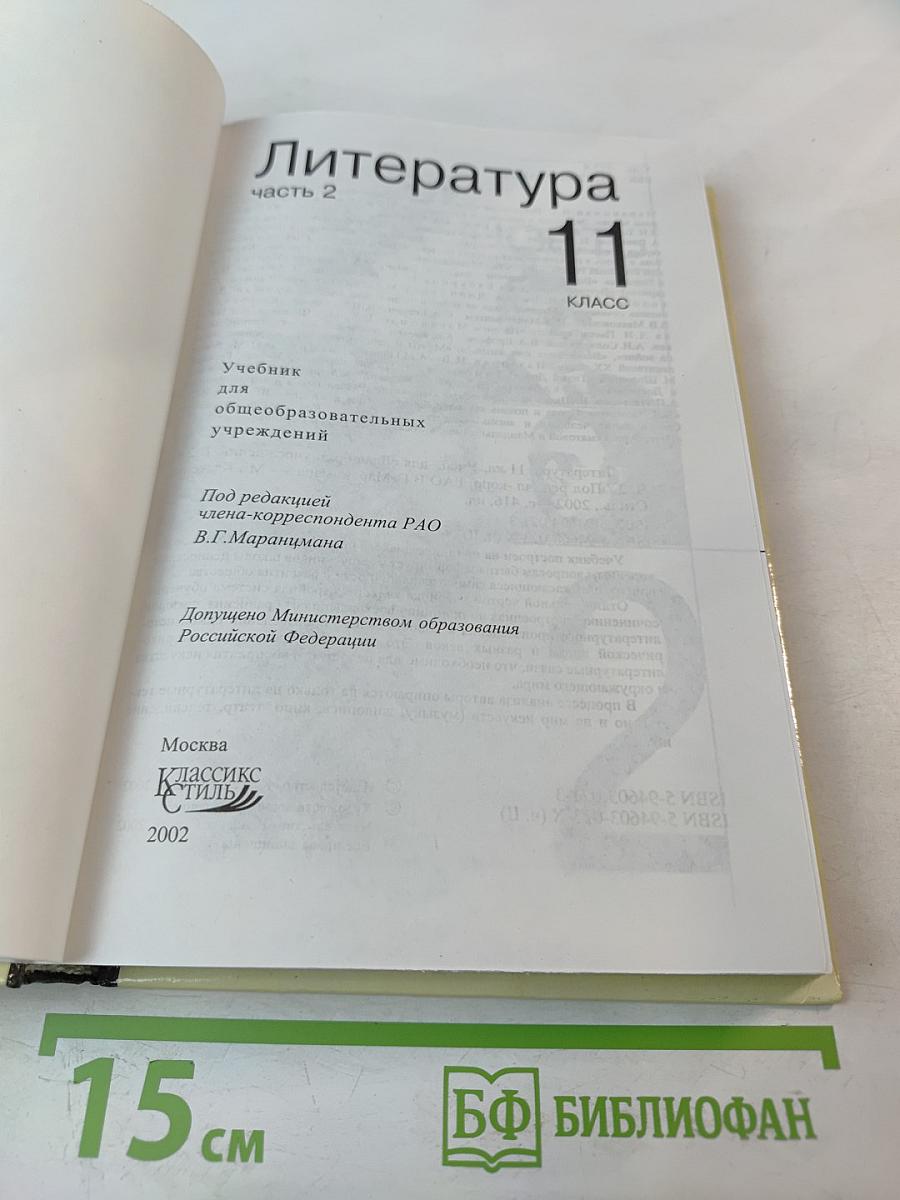 Литература
часть 2
11
КЛАСС
Учебник
для
общеобразовательных
учреждений
Под редакцией
члена-корреспондента РАО
В.Г.Маранцмана
Допущено Министерством образования
Российской Федерации
Москва
КЛАССИКС
СТИЛЬ
2002
15 см
БФ БИБЛИОФАН